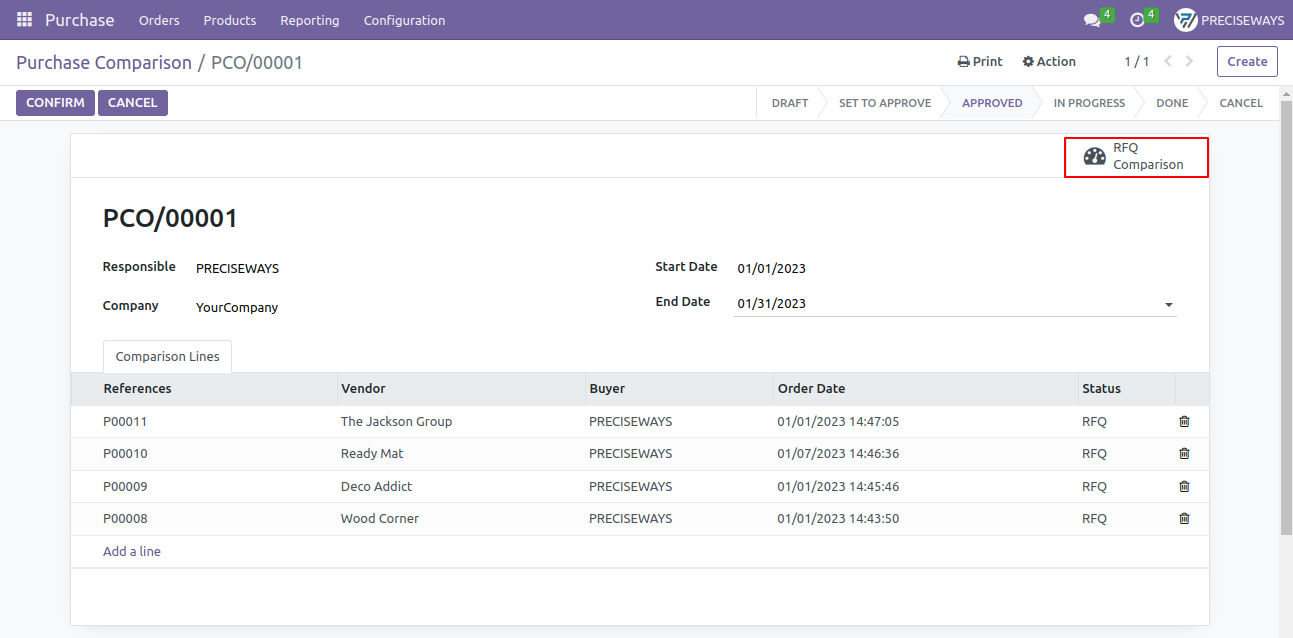 Purchase Orders Products Reporting Configuration 4 4 PRECISEWAYS
Purchase Comparison / PCO/00001 Print Action 1 / 1 Create
CONFIRM CANCEL DRAFT SET TO APPROVE APPROVED IN PROGRESS DONE CANCEL
RFQ
Comparison
PCO/00001
Responsible PRECISEWAYS Start Date 01/01/2023
Company YourCompany End Date 01/31/2023
Comparison Lines
References Vendor Buyer Order Date Status
P00011 The Jackson Group PRECISEWAYS 01/01/2023 14:47:05 RFQ
P00010 Ready Mat PRECISEWAYS 01/07/2023 14:46:36 RFQ
P00009 Deco Addict PRECISEWAYS 01/01/2023 14:45:46 RFQ
P00008 Wood Corner PRECISEWAYS 01/01/2023 14:43:50 RFQ
Add a line